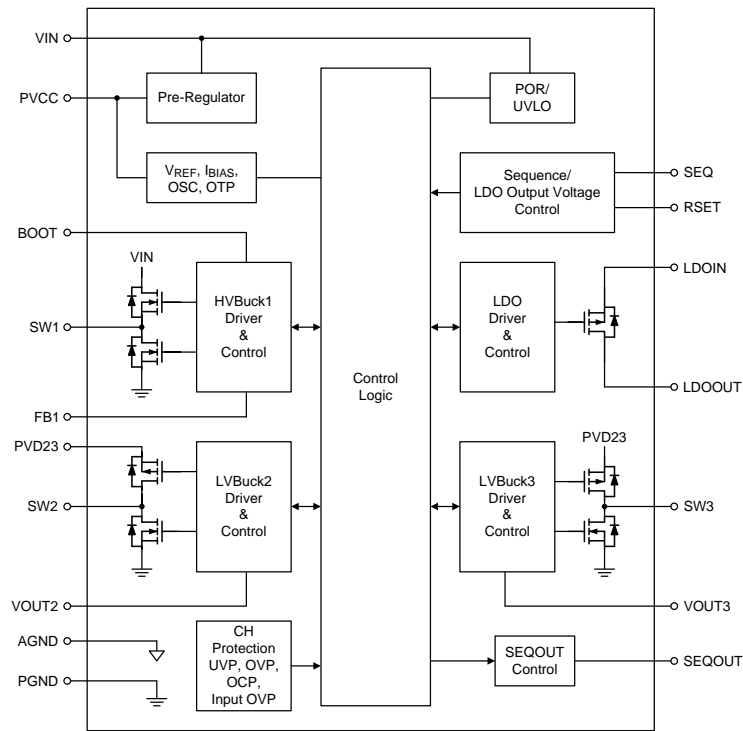 VIN
PVCC
Pre-Regulator
POR/
UVLO
VREF, IBIAS,
OSC, OTP
Sequence/
LDO Output Voltage
Control
SEQ
RSET
BOOT
VIN
SW1
HVBuck1
Driver
&
Control
FB1
Control
Logic
LDO
Driver
&
Control
LDOIN
LDOOUT
PVD23
SW2
LVBuck2
Driver
&
Control
VOUT2
LVBuck3
Driver
&
Control
PVD23
SW3
VOUT3
AGND
PGND
CH
Protection
UVP, OVP,
OCP,
Input OVP
SEQOUT
Control
SEQOUT